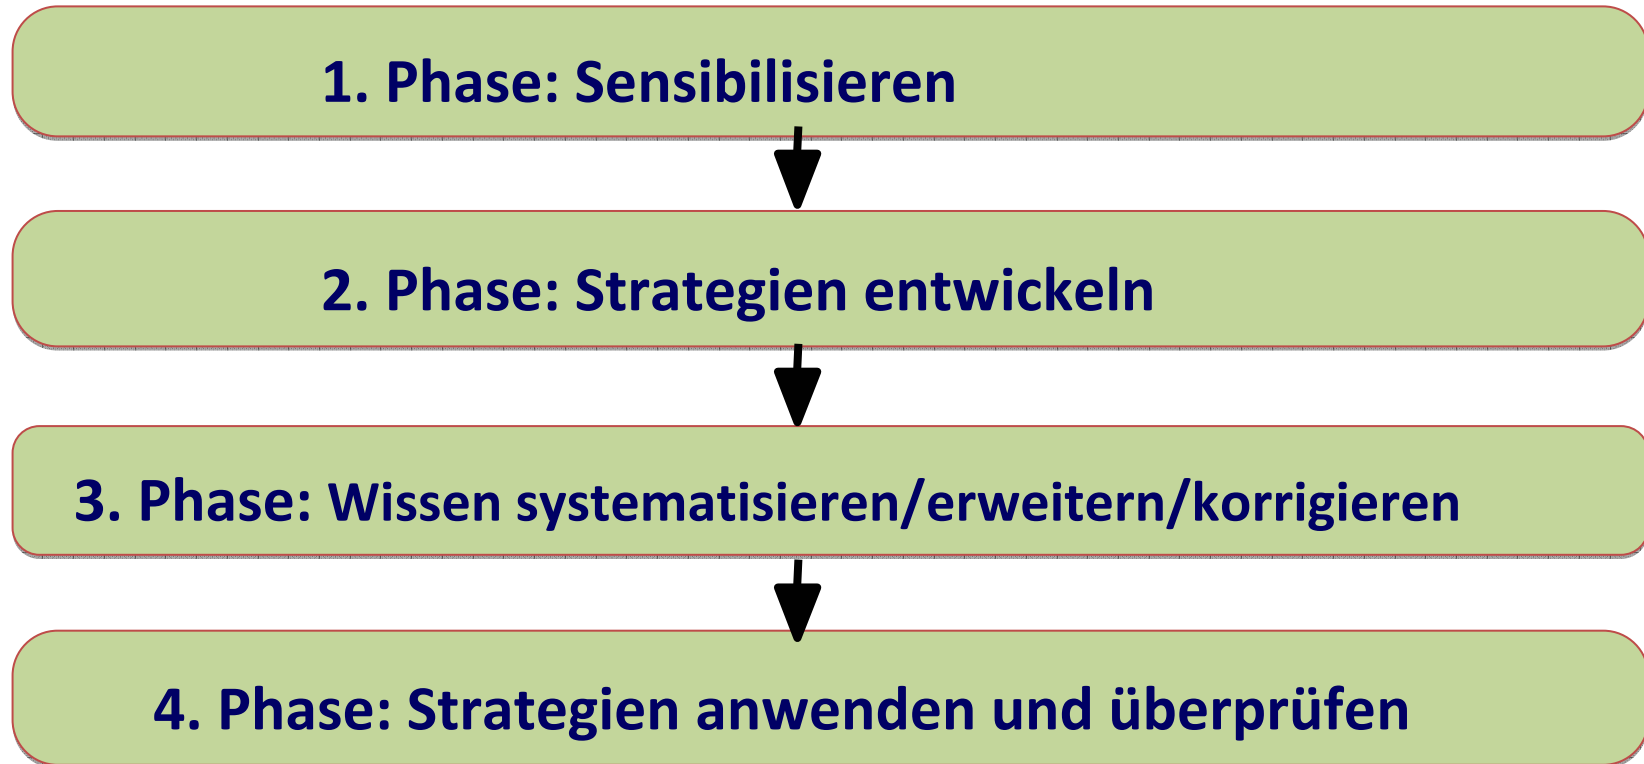 1. Phase: Sensibilisieren
2. Phase: Strategien entwickeln
3. Phase: Wissen systematisieren/erweitern/korrigieren
4. Phase: Strategien anwenden und überprüfen